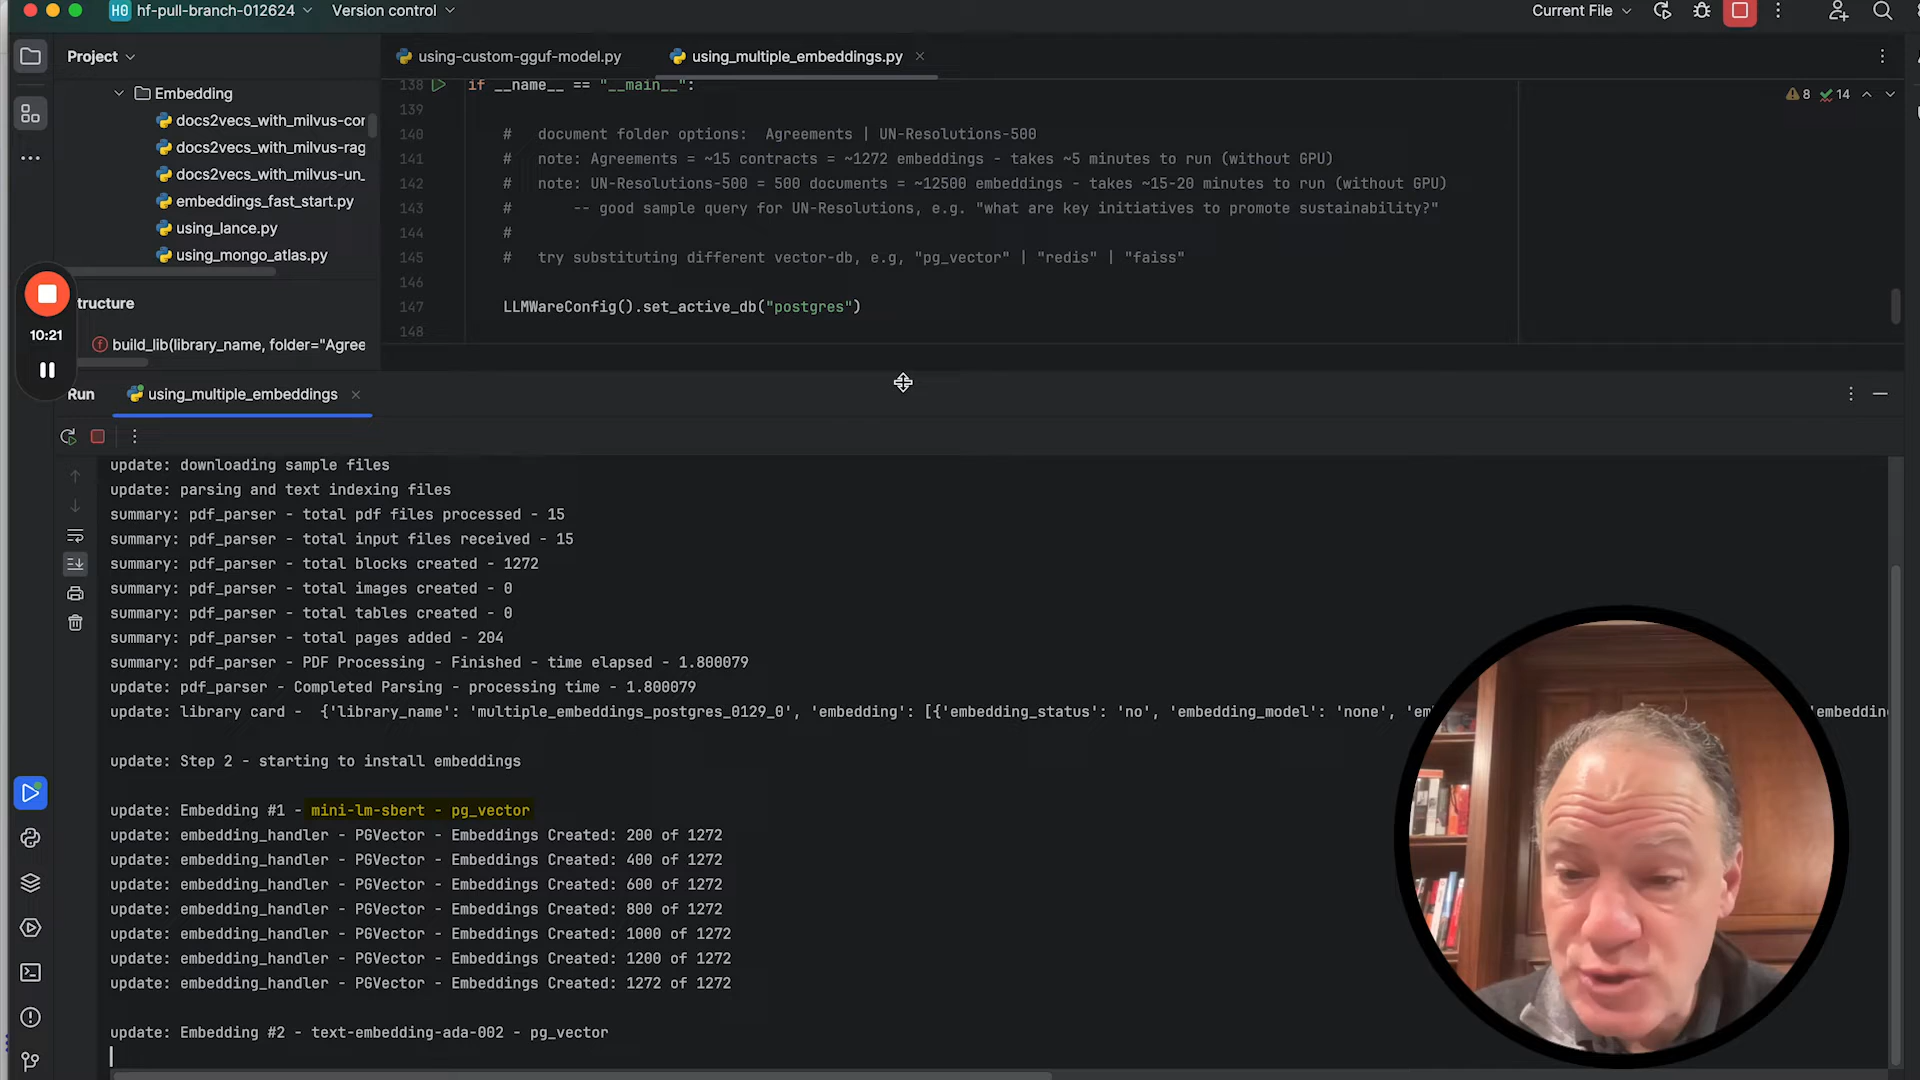 H0 hf-pull-branch-012624 Version control Current File
Project using-custom-gguf-model.py using_multiple_embeddings.py
Embedding
docs2vecs_with_milvus-cor
docs2vecs_with_milvus-rag
docs2vecs_with_milvus-un_
embeddings_fast_start.py
using_lance.py
using_mongo_atlas.py
tructure
build_lib(library_name, folder="Agree
10:21
138 if __name__ == "__main__":
8 14
139
140 # document folder options: Agreements | UN-Resolutions-500
141 # note: Agreements = ~15 contracts = ~1272 embeddings - takes ~5 minutes to run (without GPU)
142 # note: UN-Resolutions-500 = 500 documents = ~12500 embeddings - takes ~15-20 minutes to run (without GPU)
143 # -- good sample query for UN-Resolutions, e.g. "what are key initiatives to promote sustainability?"
144 #
145 # try substituting different vector-db, e.g, "pg_vector" | "redis" | "faiss"
146
147 LLMWareConfig().set_active_db("postgres")
148
Run using_multiple_embeddings
update: downloading sample files
update: parsing and text indexing files
summary: pdf_parser - total pdf files processed - 15
summary: pdf_parser - total input files received - 15
summary: pdf_parser - total blocks created - 1272
summary: pdf_parser - total images created - 0
summary: pdf_parser - total tables created - 0
summary: pdf_parser - total pages added - 204
summary: pdf_parser - PDF Processing - Finished - time elapsed - 1.800079
update: pdf_parser - Completed Parsing - processing time - 1.800079
update: library card - {'library_name': 'multiple_embeddings_postgres_0129_0', 'embedding': [{'embedding_status': 'no', 'embedding_model': 'none', 'em embeddin
update: Step 2 - starting to install embeddings
update: Embedding #1 - mini-lm-sbert - pg_vector
update: embedding_handler - PGVector - Embeddings Created: 200 of 1272
update: embedding_handler - PGVector - Embeddings Created: 400 of 1272
update: embedding_handler - PGVector - Embeddings Created: 600 of 1272
update: embedding_handler - PGVector - Embeddings Created: 800 of 1272
update: embedding_handler - PGVector - Embeddings Created: 1000 of 1272
update: embedding_handler - PGVector - Embeddings Created: 1200 of 1272
update: embedding_handler - PGVector - Embeddings Created: 1272 of 1272
update: Embedding #2 - text-embedding-ada-002 - pg_vector